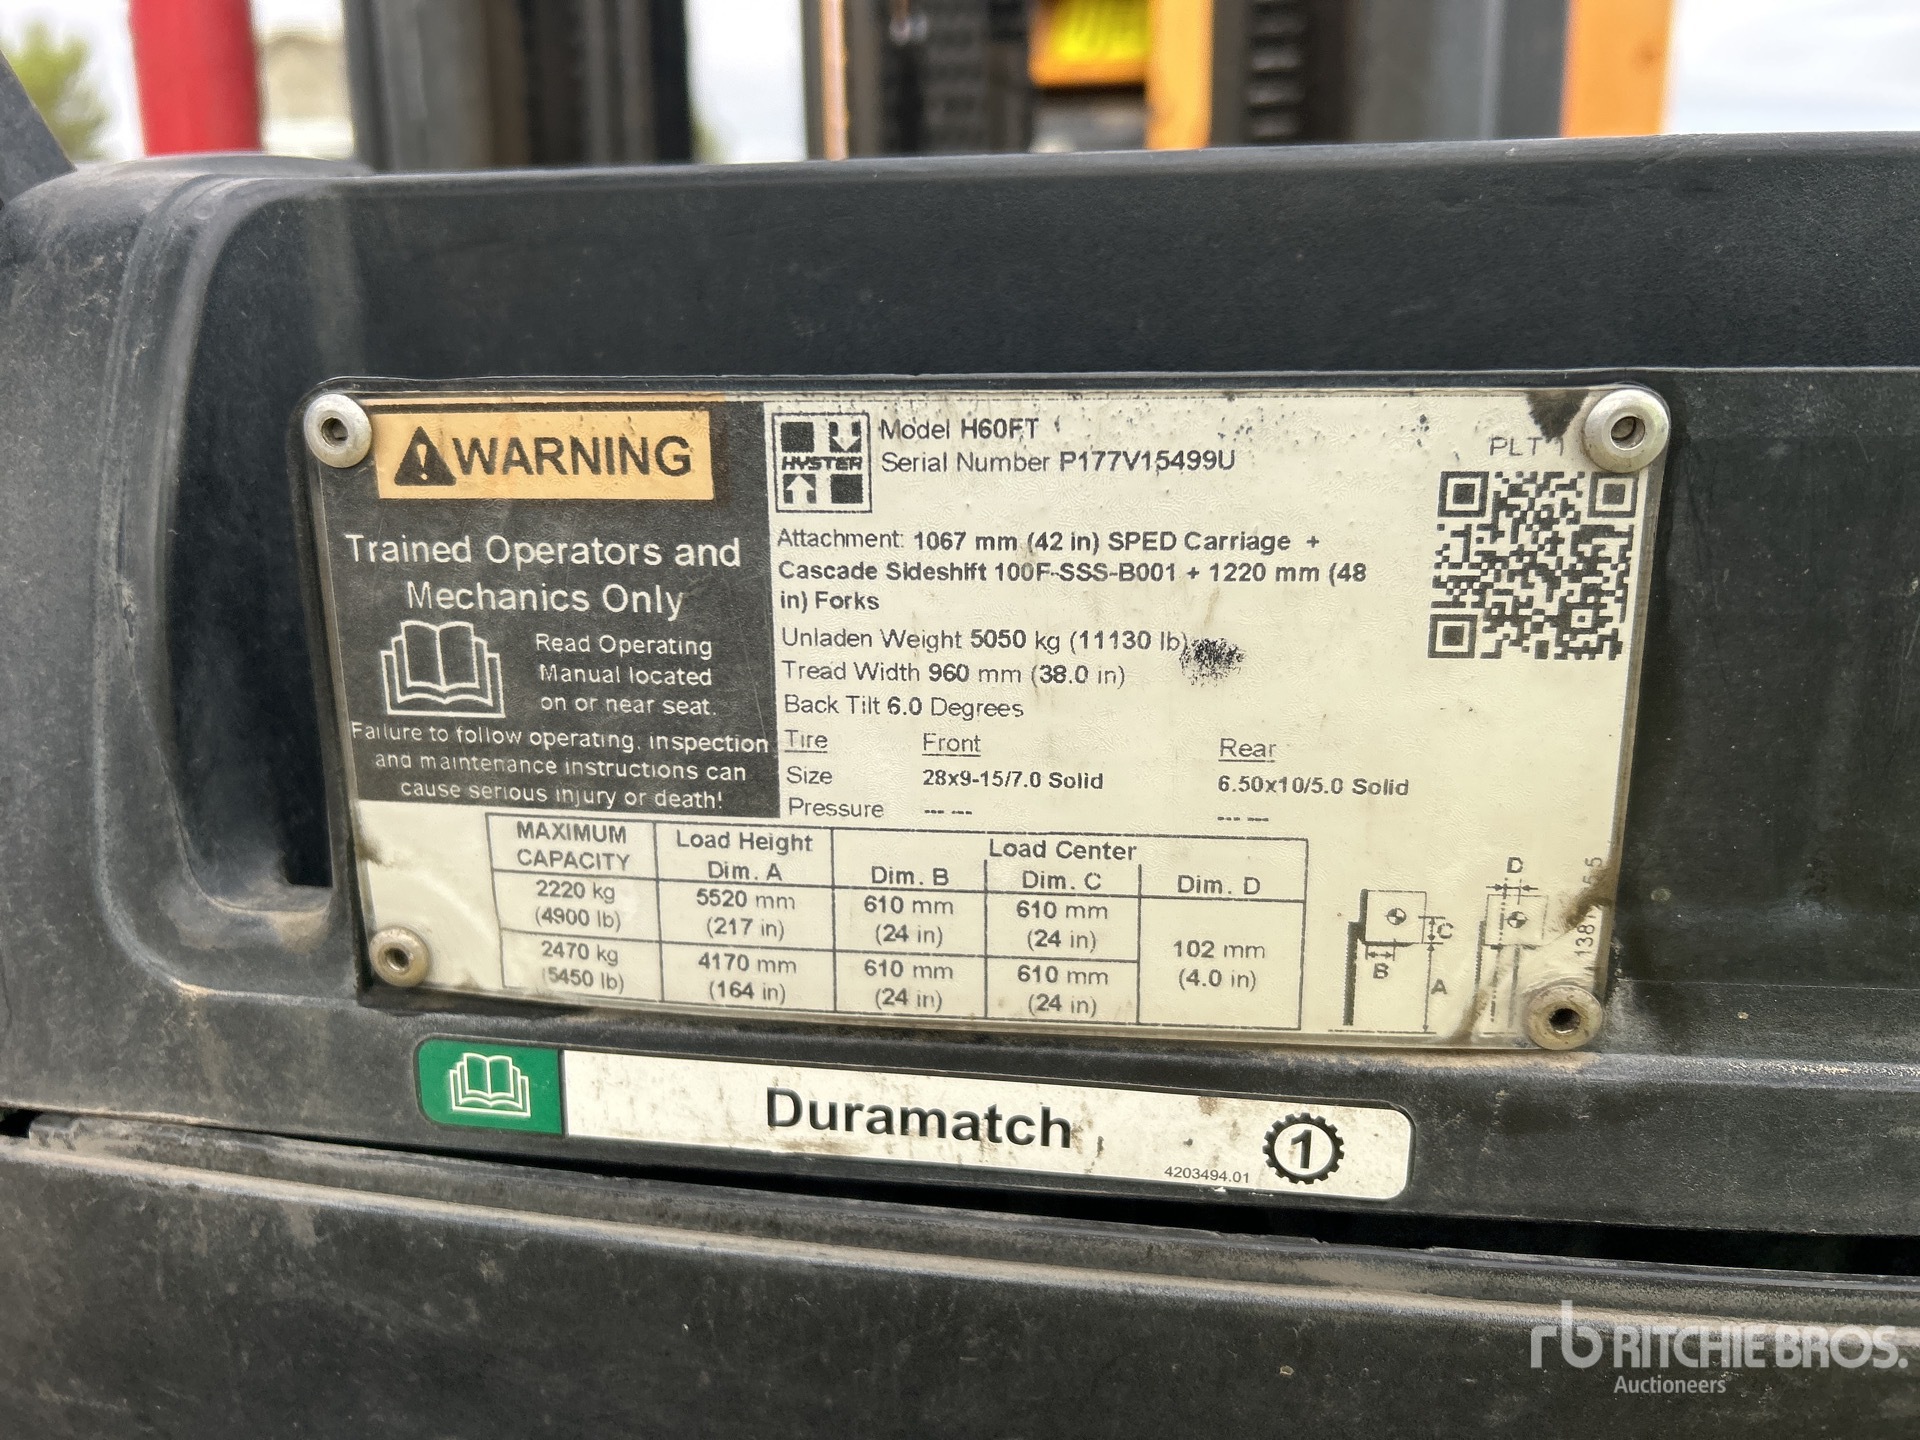 WARNING
Trained Operators and
Mechanics Only
Read Operating
Manual located
on or near seat.
Failure to follow operating, inspection
and maintenance instructions can
cause serious injury or death!
HYSTER
Model H60FT
Serial Number P177V15499U
PLT 1
Attachment: 1067 mm (42 in) SPED Carriage +
Cascade Sideshift 100F-SSS-B001 + 1220 mm (48
in) Forks
Unladen Weight 5050 kg (11130 lb)
Tread Width 960 mm (38.0 in)
Back Tilt 6.0 Degrees
Tire Front Rear
Size 28x9-15/7.0 Solid 6.50x10/5.0 Solid
Pressure --- --- --- ---
MAXIMUM CAPACITY Load Height Dim. A Load Center
Dim. B Dim. C Dim. D
2220 kg 5520 mm 610 mm 610 mm
(4900 lb) (217 in) (24 in) (24 in)
102 mm
(4.0 in)
2470 kg 4170 mm 610 mm 610 mm
(5450 lb) (164 in) (24 in) (24 in)
B C A
D
Duramatch
4203494.01
1
rb RITCHIE BROS.
Auctioneers